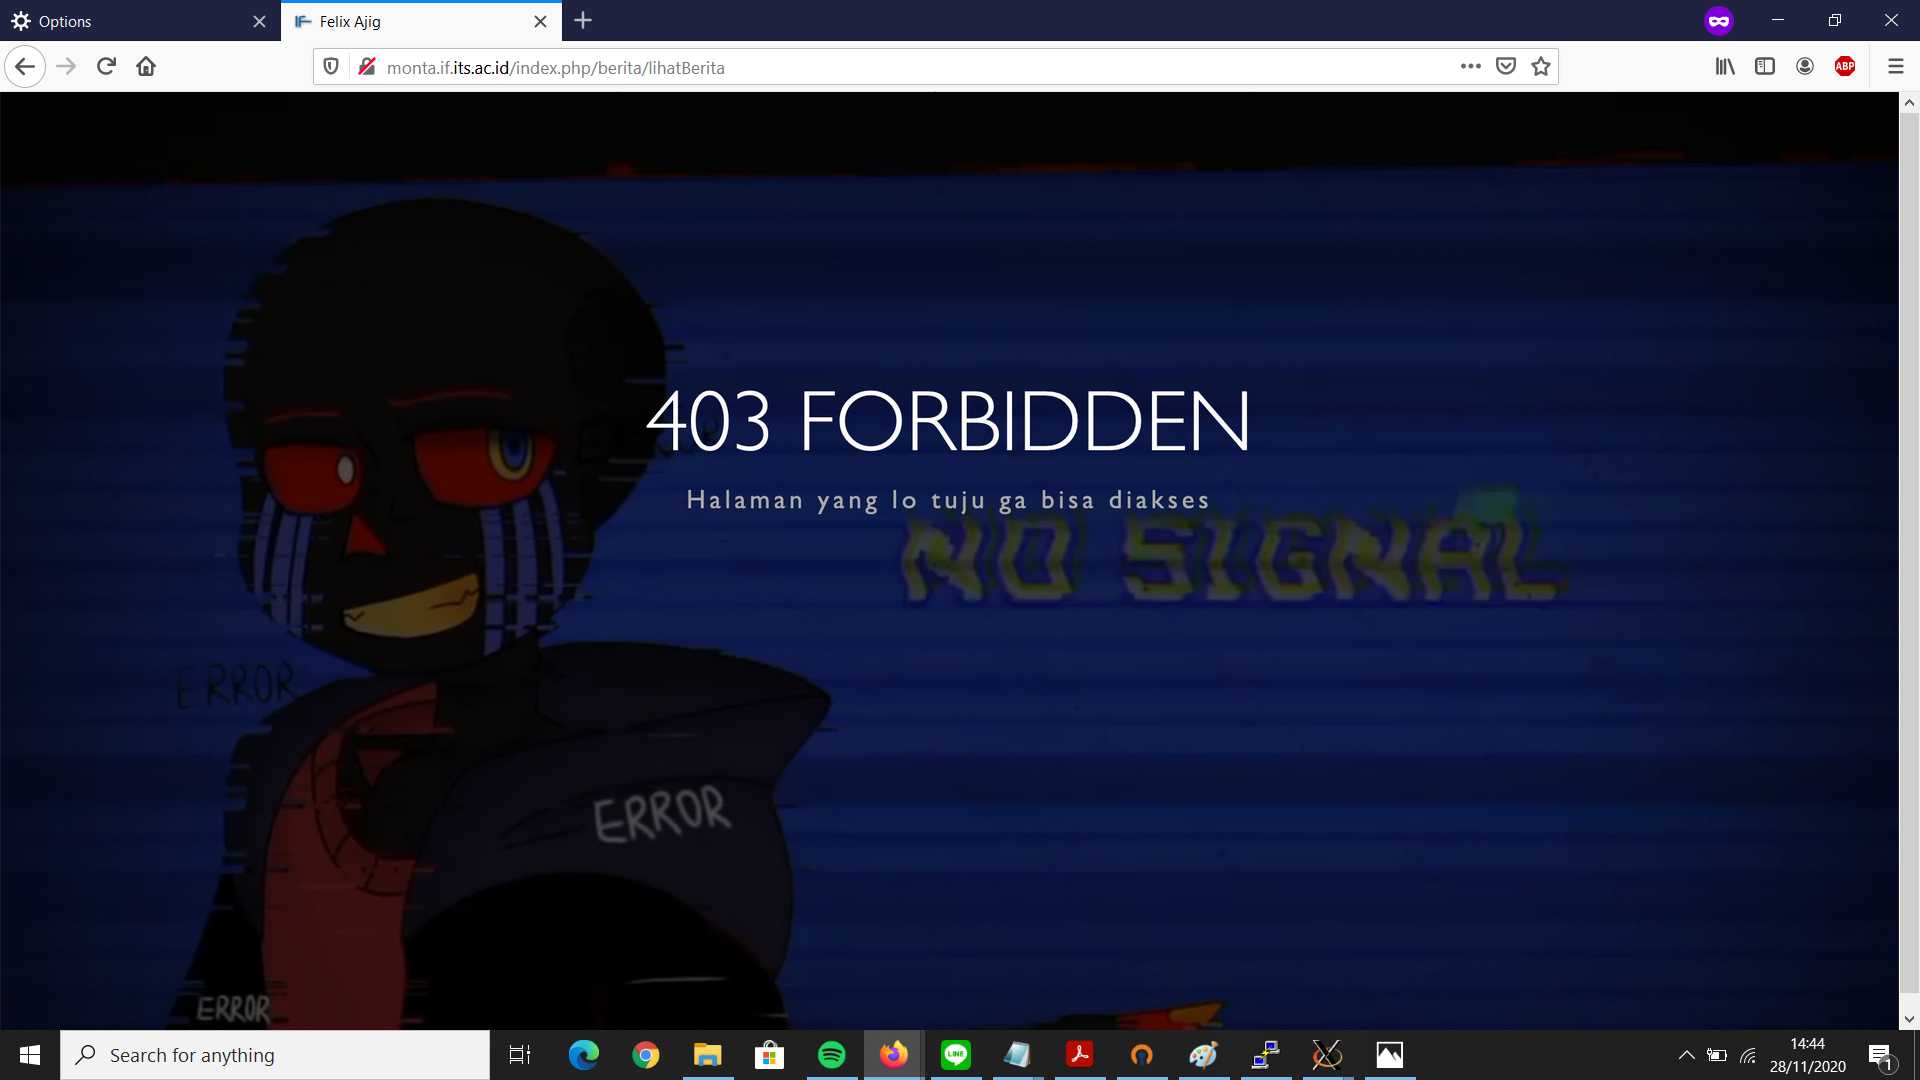 Options
Felix Ajig
monta.if.its.ac.id/index.php/berita/lihatBerita
ABP
403 FORBIDDEN
Halaman yang lo tuju ga bisa diakses
NO SIGNAL
ERROR
ERROR
ERROR
Search for anything
LINE
14:44
28/11/2020
1